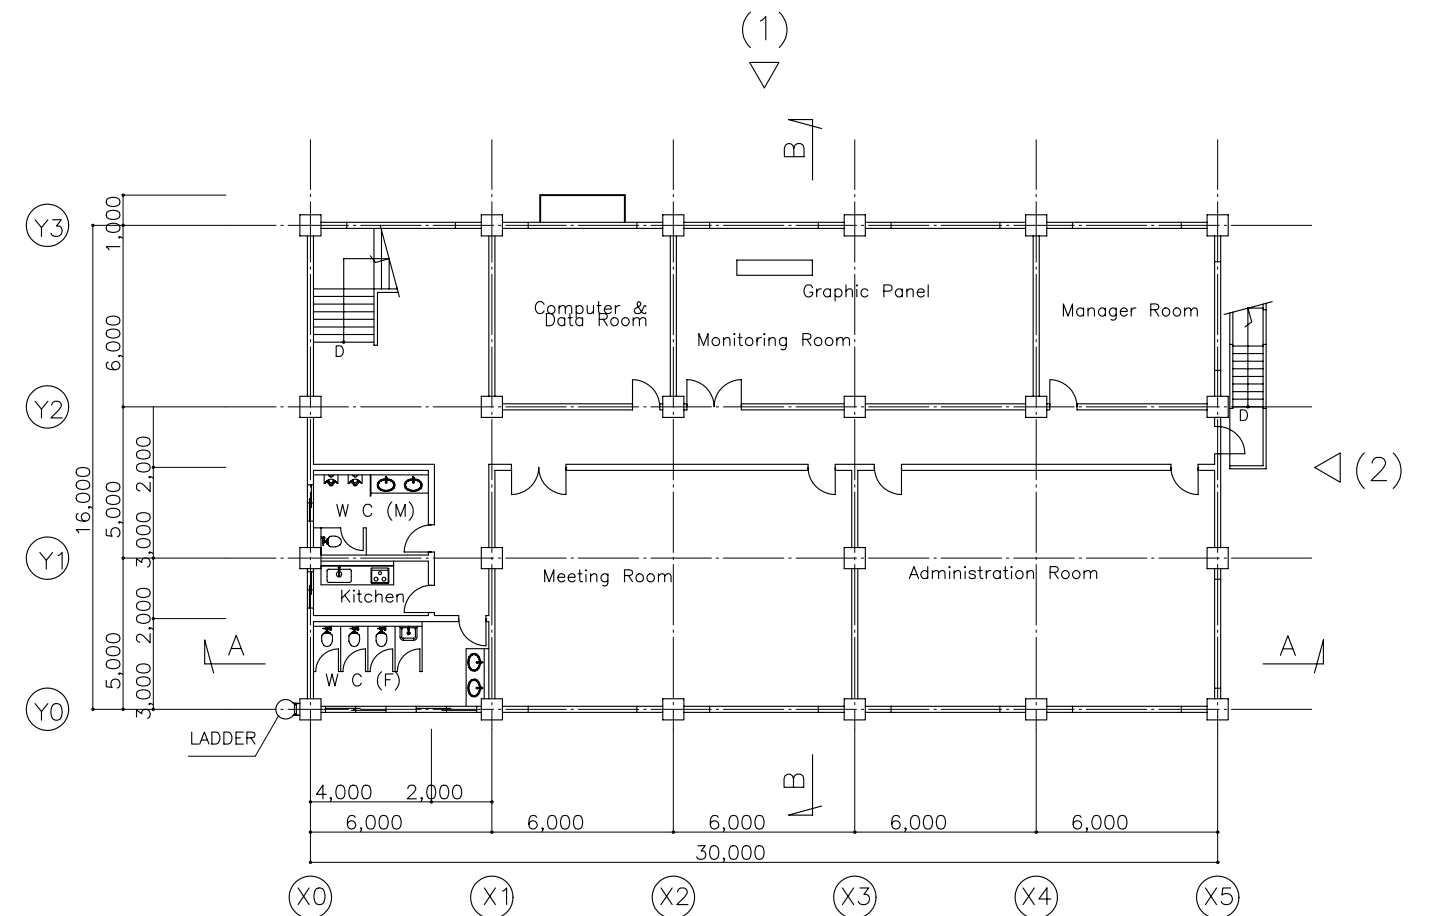 (1)
B
Y3
1,000
Computer &
Data Room
Graphic Panel
Monitoring Room
Manager Room
6,000
D
Y2
D
16,000
5,000
2,000
W C (M)
(2)
3,000
Y1
Kitchen
Meeting Room
Administration Room
5,000
2,000
A
A
3,000
W C (F)
Y0
LADDER
B
4,000 2,000
6,000 6,000 6,000 6,000 6,000
30,000
X0 X1 X2 X3 X4 X5